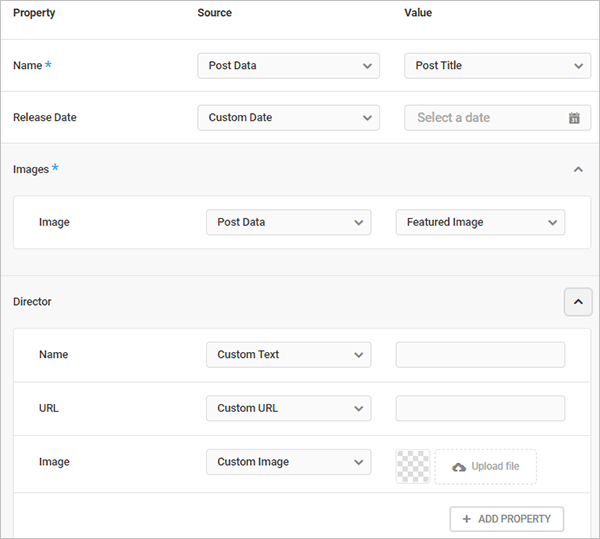 Property Source Value
Name * Post Data Post Title
Release Date Custom Date Select a date 31
Images *
Image Post Data Featured Image
Director
Name Custom Text
URL Custom URL
Image Custom Image Upload file
+ ADD PROPERTY